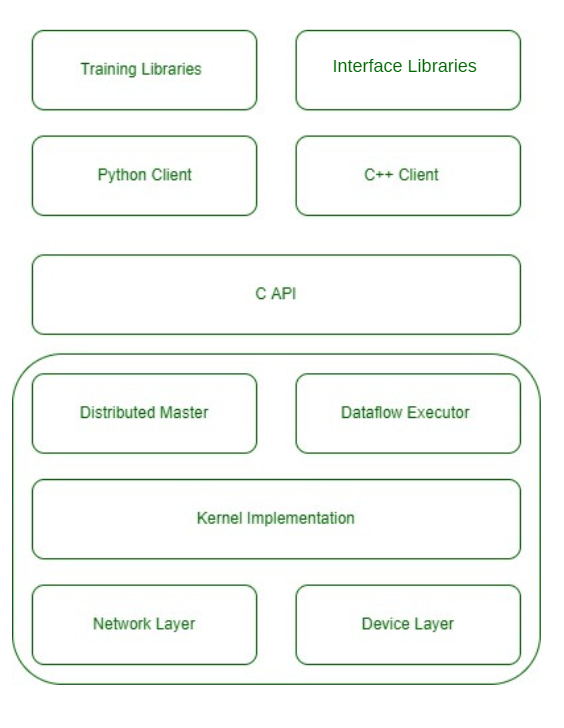 Training Libraries
Interface Libraries
Python Client
C++ Client
C API
Distributed Master
Dataflow Executor
Kernel Implementation
Network Layer
Device Layer